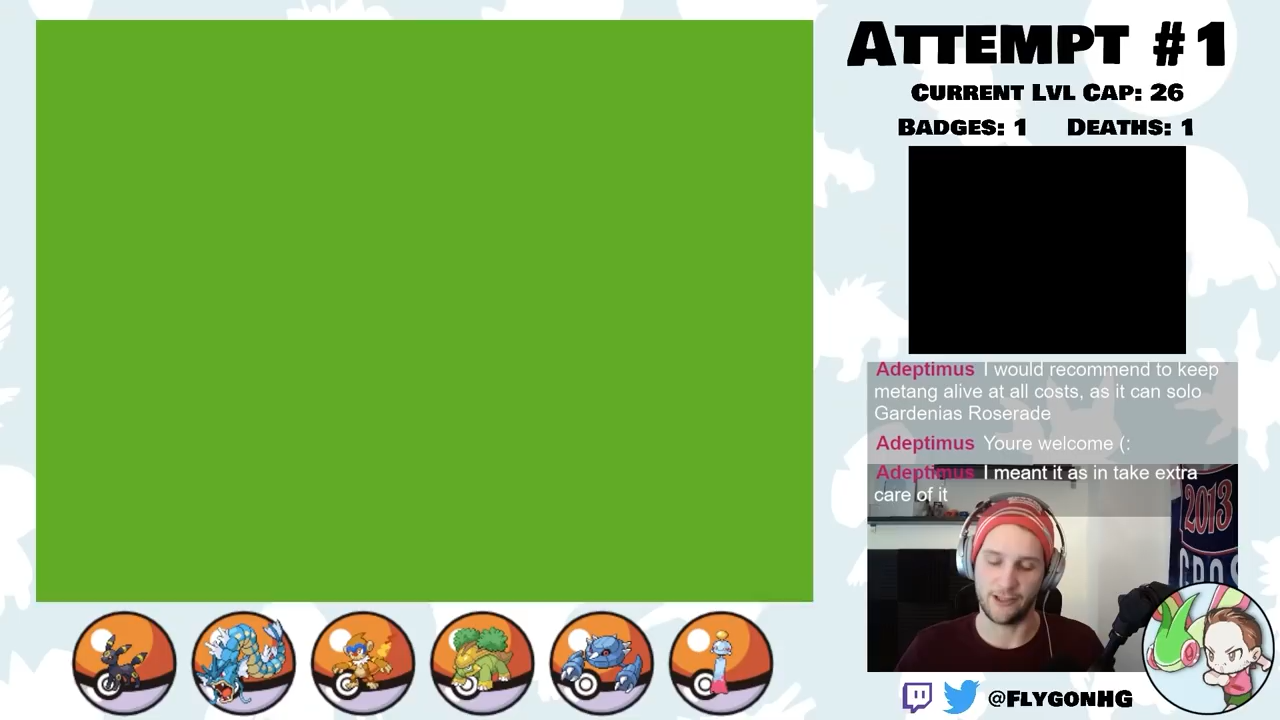 ATTEMPT #1
CURRENT LVL CAP: 26
BADGES: 1 DEATHS: 1
Adeptimus I would recommend to keep
metang alive at all costs, as it can solo
Gardenias Roserade
Adeptimus Youre welcome (:
Adeptimus I meant it as in take extra
care of it
2013
@FLYGONHG